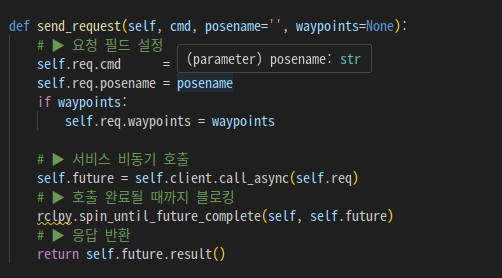 def send_request(self, cmd, posename='', waypoints=None):
# ▶ 요청 필드 설정
self.req.cmd =
(parameter) posename: str
self.req.posename = posename
if waypoints:
self.req.waypoints = waypoints
# ▶ 서비스 비동기 호출
self.future = self.client.call_async(self.req)
# ▶ 호출 완료될 때까지 블로킹
rclpy.spin_until_future_complete(self, self.future)
# ▶ 응답 반환
return self.future.result()